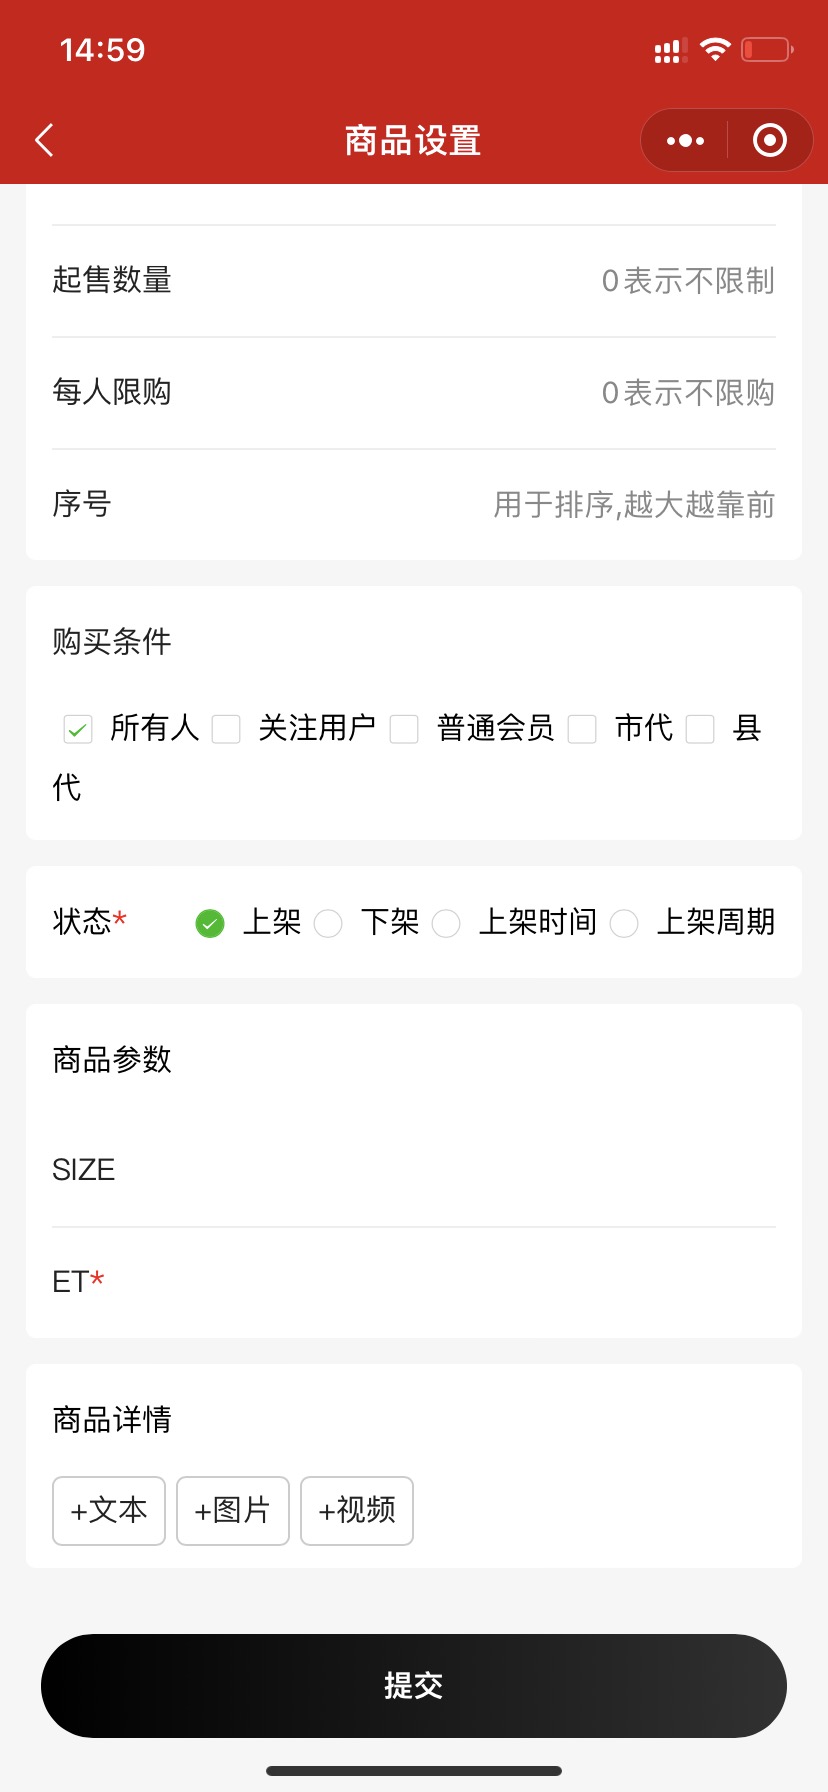 14:59
商品设置
起售数量 0表示不限制
每人限购 0表示不限购
序号 用于排序,越大越靠前
购买条件
所有人 关注用户 普通会员 市代 县
代
状态* 上架 下架 上架时间 上架周期
商品参数
SIZE
ET*
商品详情
+文本 +图片 +视频
提交